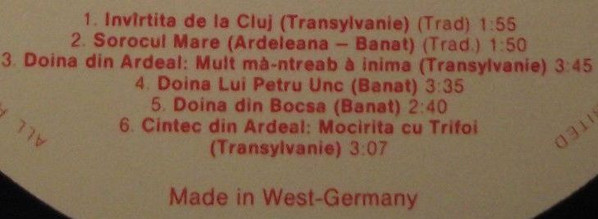 1. Invîrtita de la Cluj (Transylvanie) (Trad) 1:55
2. Sorocul Mare (Ardeleana – Banat) (Trad.) 1:50
3. Doina din Ardeal: Mult mà-ntreab à inima (Transylvanie) 3:45
4. Doina Lui Petru Unc (Banat) 3:35
5. Doina din Bocsa (Banat) 2:40
6. Cintec din Ardeal: Mocirita cu Trifoi
(Transylvanie) 3:07
ALL
Made in West-Germany